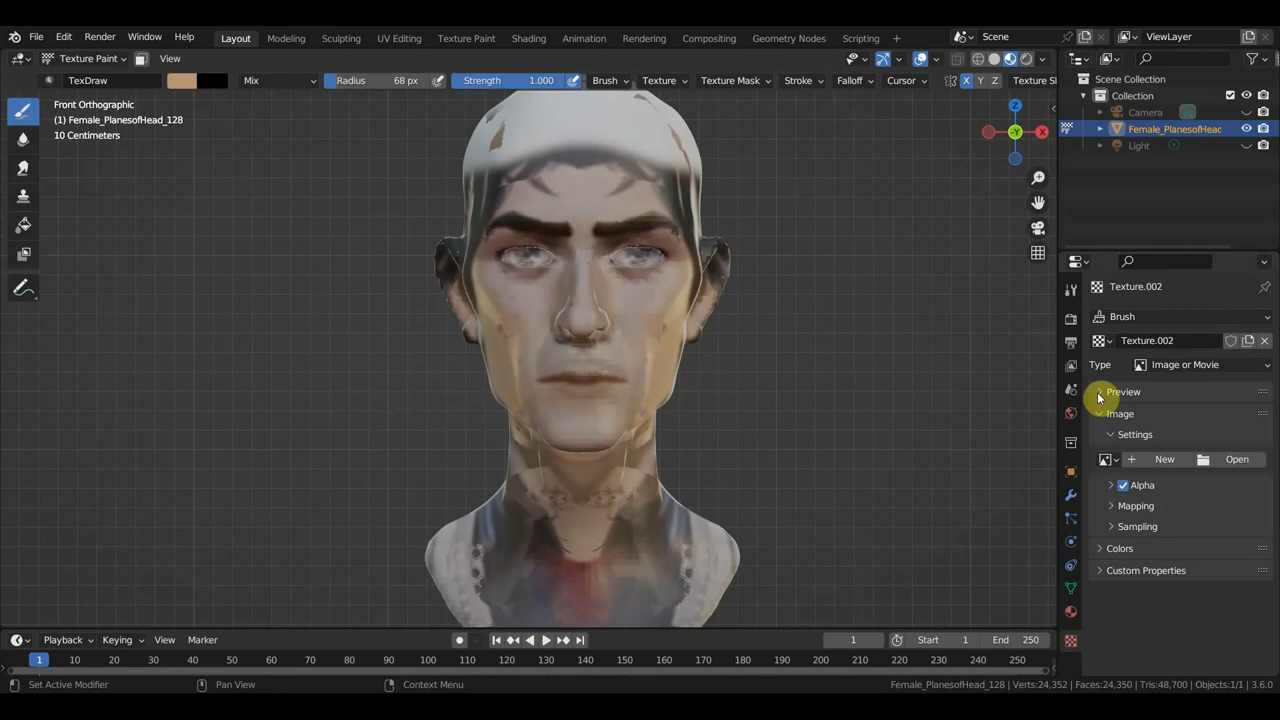 File Edit Render Window Help Layout Modeling Sculpting UV Editing Texture Paint Shading Animation Rendering Compositing Geometry Nodes Scripting + Scene ViewLayer
Texture Paint View
TexDraw Mix Radius 68 px Strength 1.000 Brush Texture Texture Mask Stroke Falloff Cursor X Y Z
Front Orthographic
(1) Female_PlanesofHead_128
10 Centimeters
Z
X
-Y
Scene Collection
Collection
Camera
Female_PlanesofHeac
Light
Texture.002
Brush
Texture.002
Type Image or Movie
Preview
Image
Settings
+ New Open
Alpha
Mapping
Sampling
Colors
Custom Properties
Playback Keying View Marker 1 Start 1 End 250
1 10 20 30 40 50 60 70 80 90 100 110 120 130 140 150 160 170 180 190 200 210 220 230 240 250
Set Active Modifier Pan View Context Menu Female_PlanesofHead_128 | Verts:24,352 | Faces:24,350 | Tris:48,700 | Objects:1/1 | 3.6.0